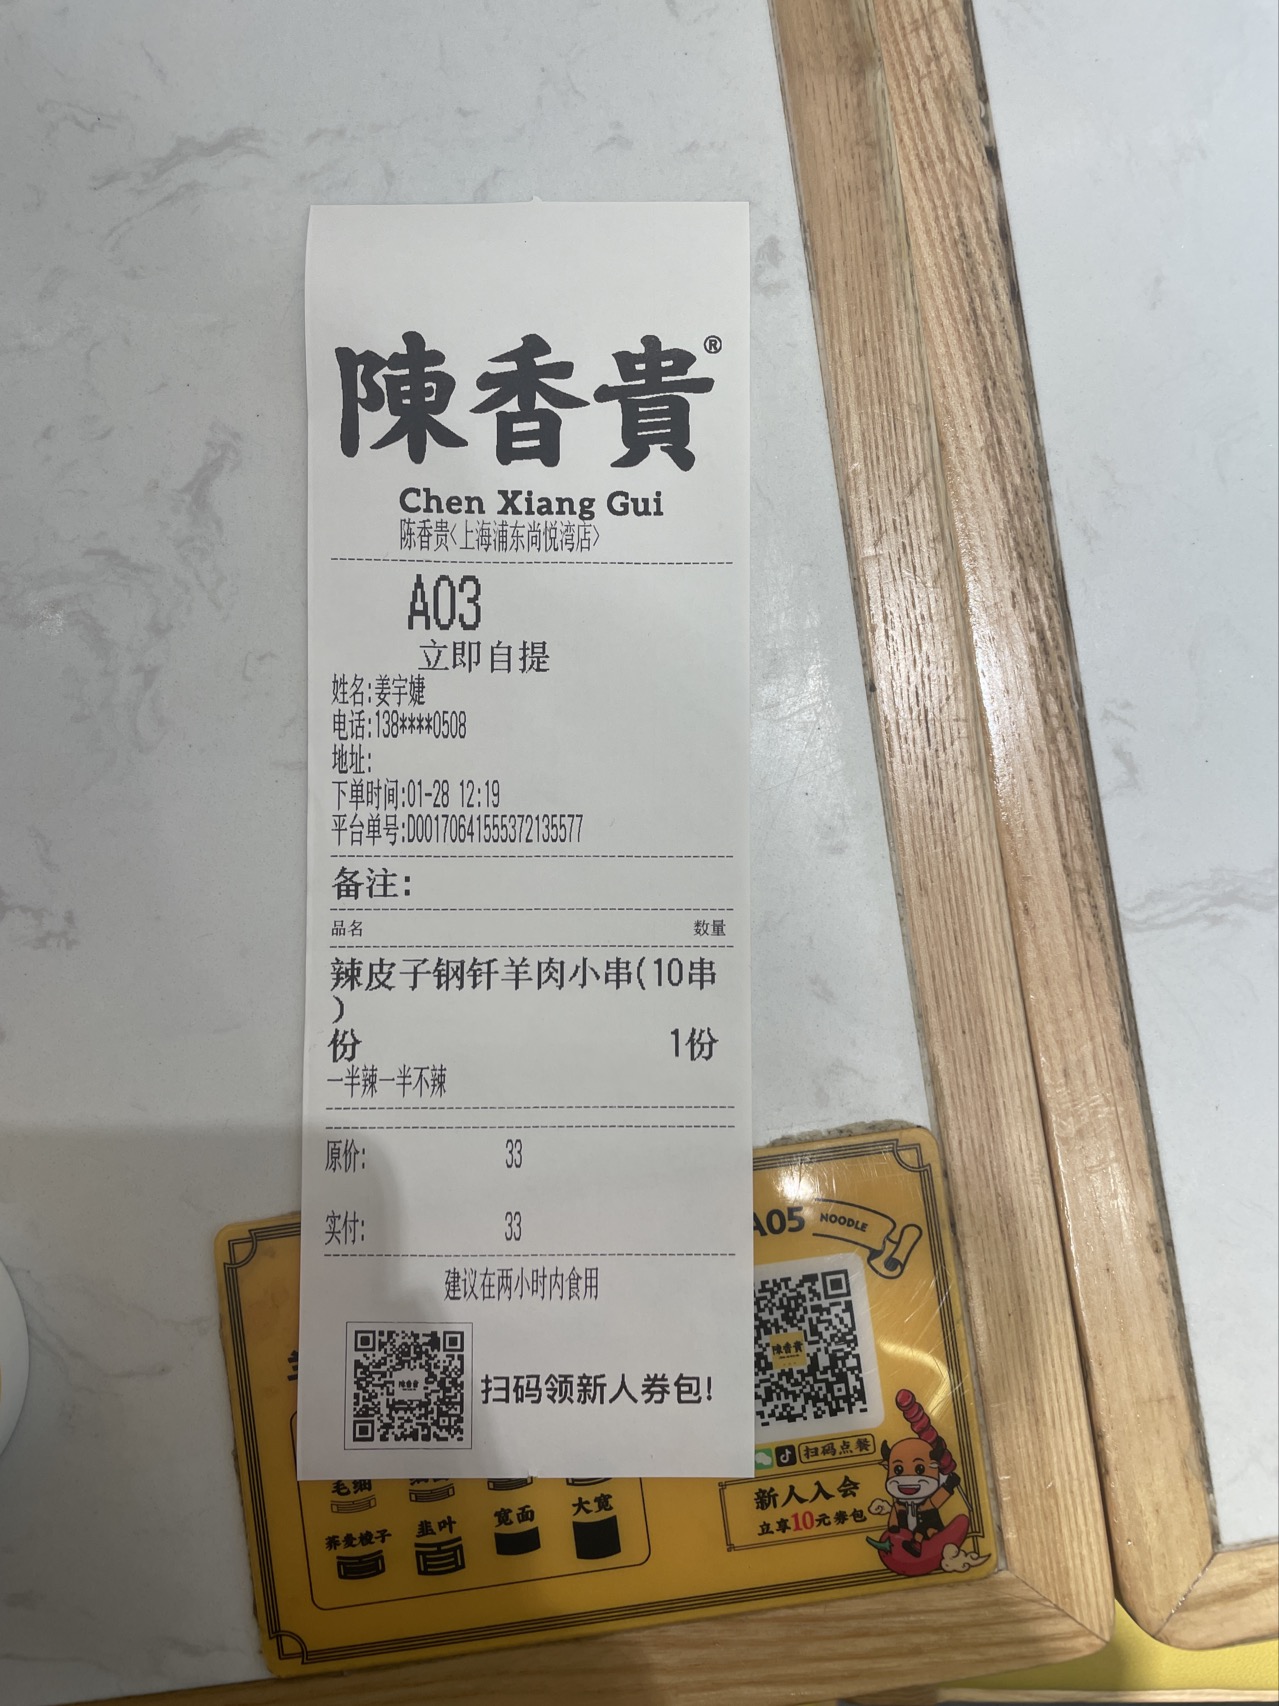 陳香貴®
Chen Xiang Gui
陈香贵<上海浦东尚悦湾店>
A03
立即自提
姓名:姜宇婕
电话:138****0508
地址:
下单时间:01-28 12:19
平台单号:D00170641555372135577
备注:
品名 数量
辣皮子钢钎羊肉小串(10串
)
份 1份
一半辣一半不辣
原价: 33
实付: 33
建议在两小时内食用
扫码领新人券包!
A05 NOODLE
陳香貴
扫码点餐
新人入会
立享10元券包
毛细
荞麦棱子 韭叶 宽面 大宽